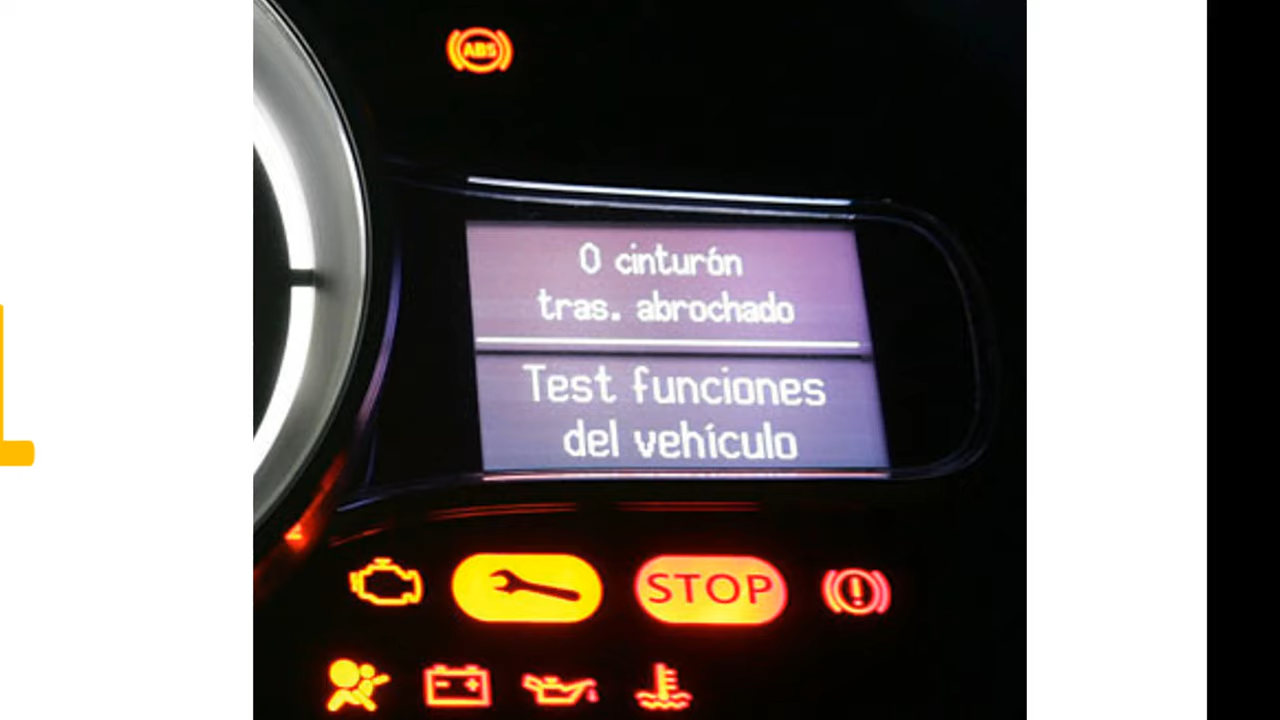 ABS
0 cinturón
tras. abrochado
Test funciones
del vehículo
STOP